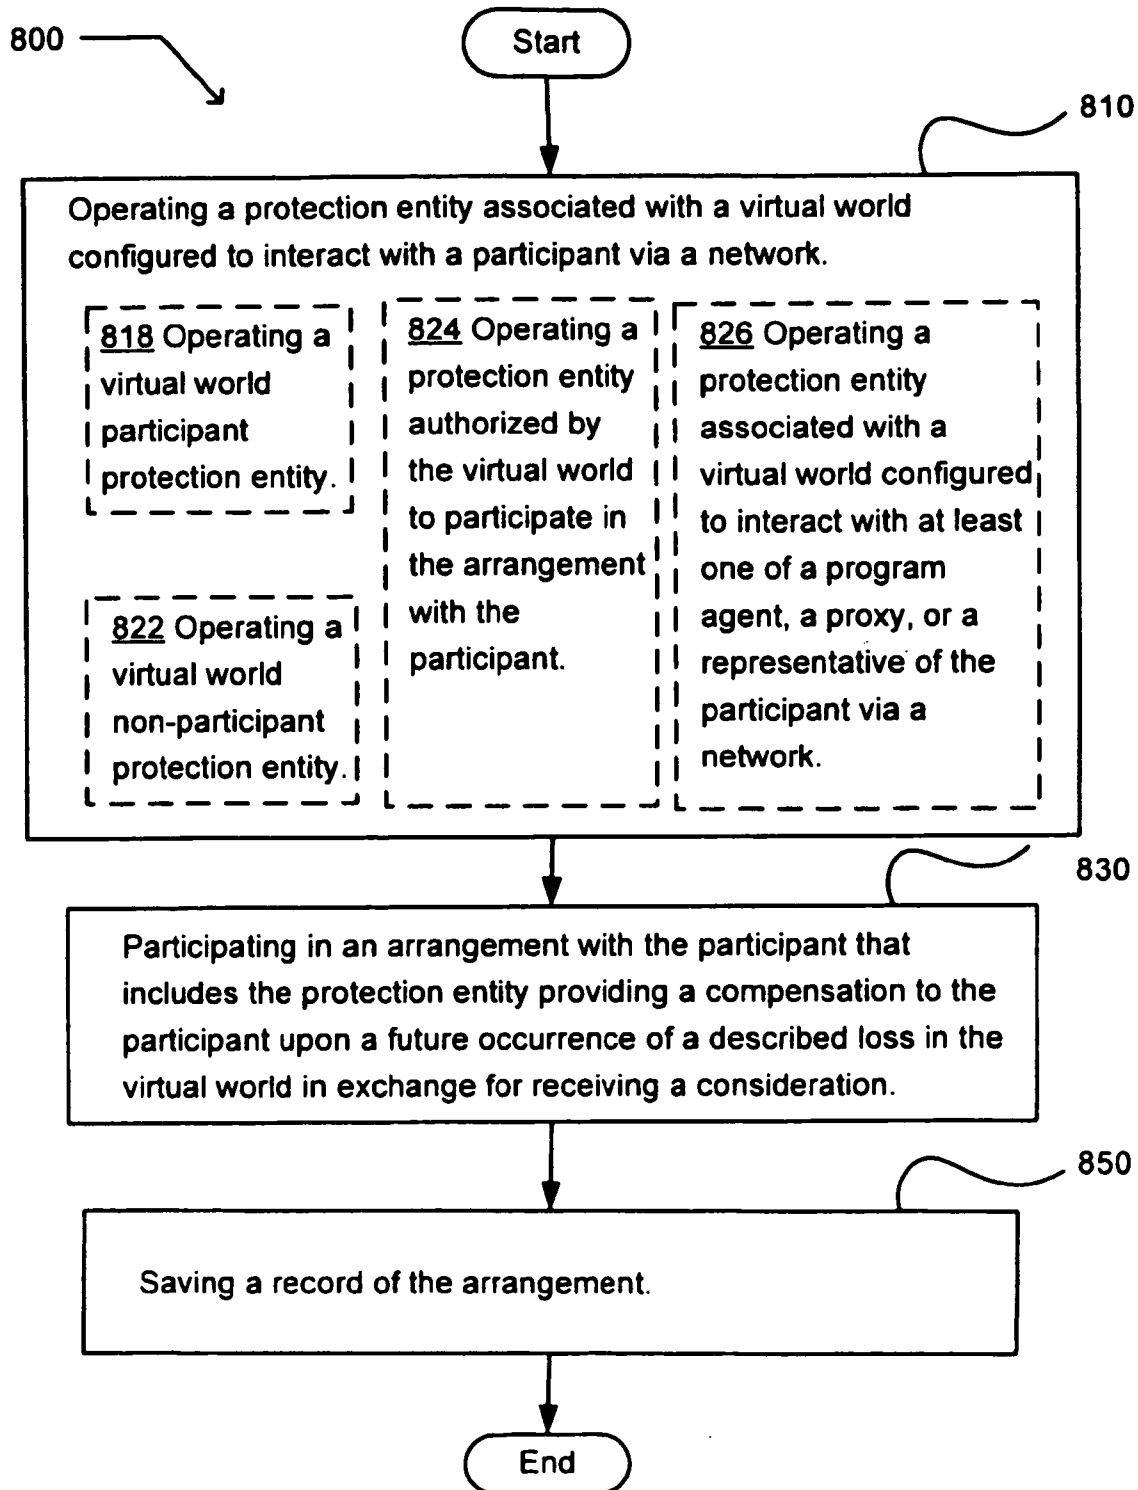 800
Start
810
Operating a protection entity associated with a virtual world
configured to interact with a participant via a network.
818 Operating a
virtual world
participant
protection entity.
822 Operating a
virtual world
non-participant
protection entity.
824 Operating a
protection entity
authorized by
the virtual world
to participate in
the arrangement
with the
participant.
826 Operating a
protection entity
associated with a
virtual world configured
to interact with at least
one of a program
agent, a proxy, or a
representative of the
participant via a
network.
830
Participating in an arrangement with the participant that
includes the protection entity providing a compensation to the
participant upon a future occurrence of a described loss in the
virtual world in exchange for receiving a consideration.
850
Saving a record of the arrangement.
End